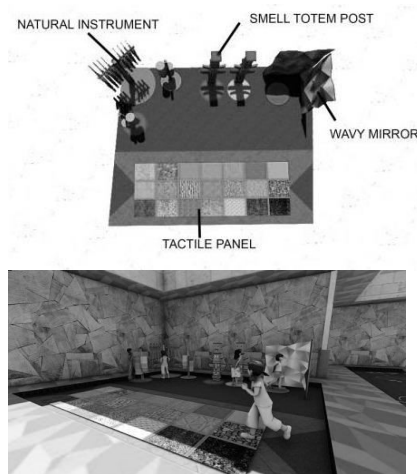 NATURAL INSTRUMENT
SMELL TOTEM POST
WAVY MIRROR
TACTILE PANEL